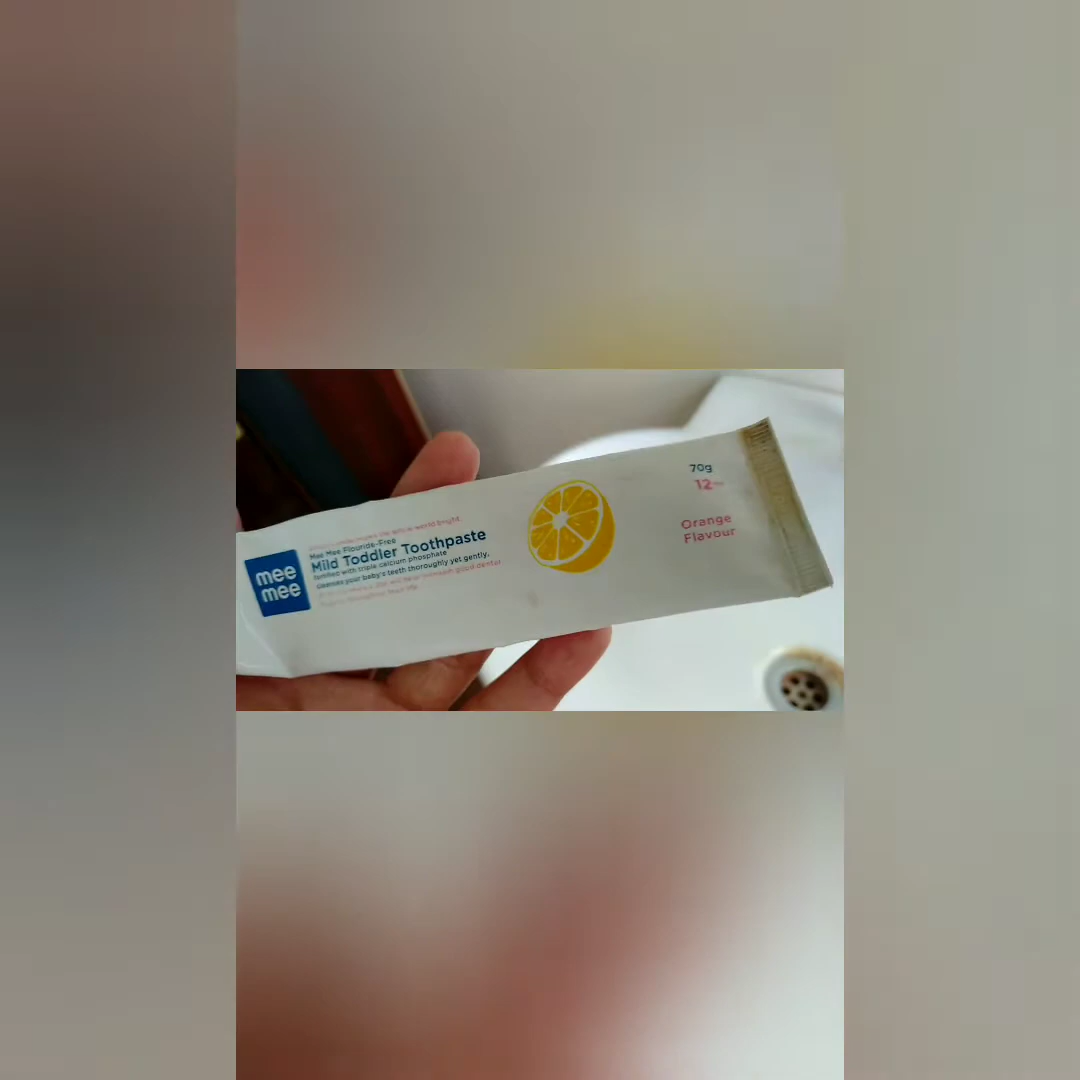 mee
mee
Mee Mee Flouride-Free
Mild Toddler Toothpaste
fortified with triple calcium phosphate
cleanses your baby's teeth thoroughly yet gently.
70g
12
Orange
Flavour